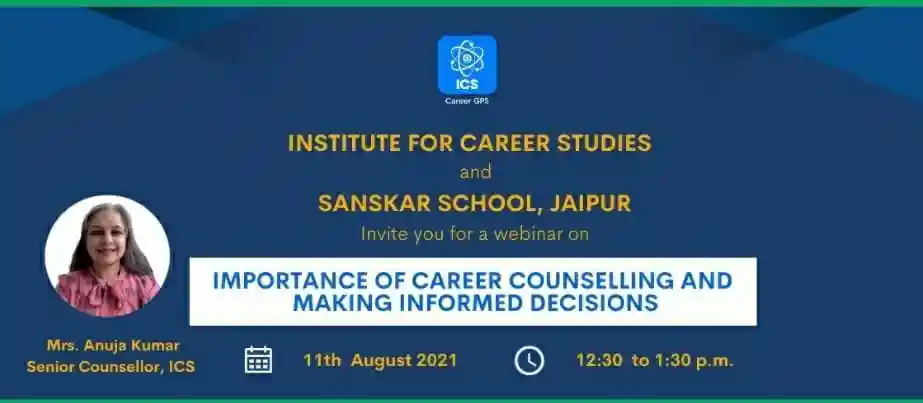 ICS
Career GPS
INSTITUTE FOR CAREER STUDIES
and
SANSKAR SCHOOL, JAIPUR
Invite you for a webinar on
IMPORTANCE OF CAREER COUNSELLING AND
MAKING INFORMED DECISIONS
Mrs. Anuja Kumar
Senior Counsellor, ICS
11th August 2021
12:30 to 1:30 p.m.